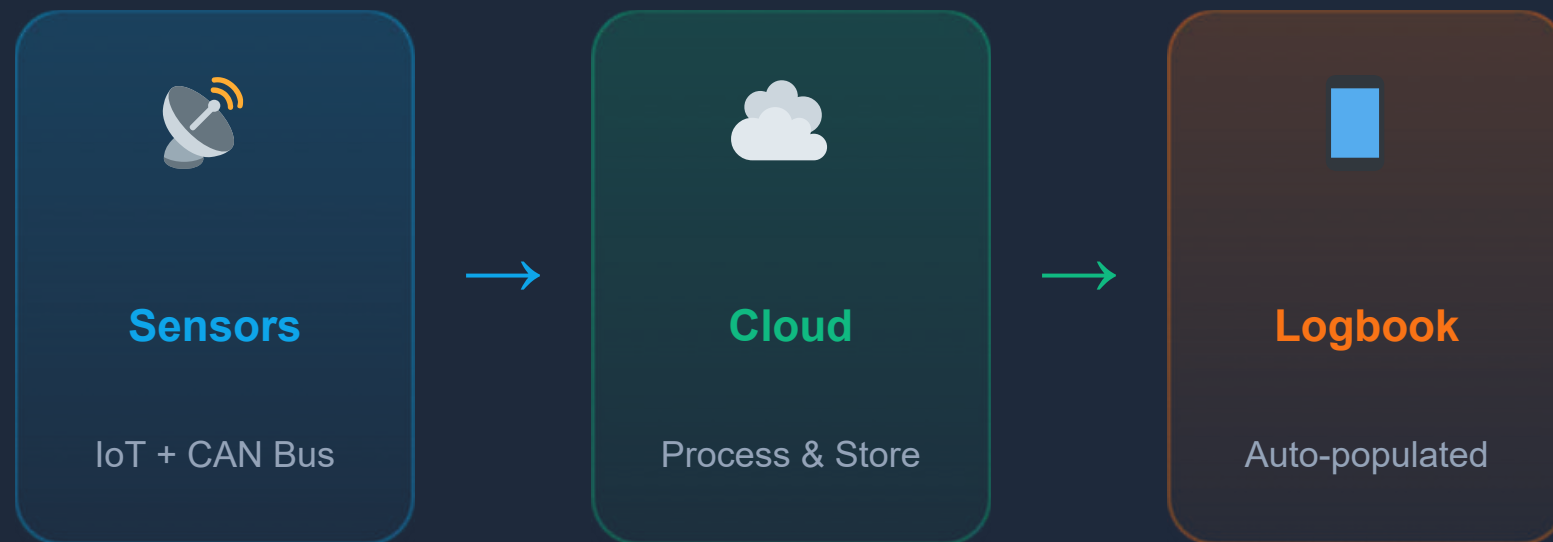 Sensors
IoT + CAN Bus
Cloud
Process & Store
Logbook
Auto-populated